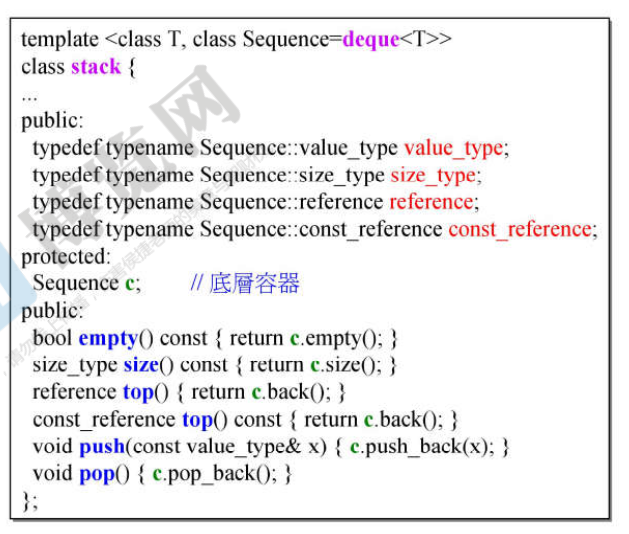 template <class T, class Sequence=deque<T>>
class stack {
...
public:
typedef typename Sequence::value_type value_type;
typedef typename Sequence::size_type size_type;
typedef typename Sequence::reference reference;
typedef typename Sequence::const_reference const_reference;
protected:
Sequence c; // 底層容器
public:
bool empty() const { return c.empty(); }
size_type size() const { return c.size(); }
reference top() { return c.back(); }
const_reference top() const { return c.back(); }
void push(const value_type& x) { c.push_back(x); }
void pop() { c.pop_back(); }
};
博览网